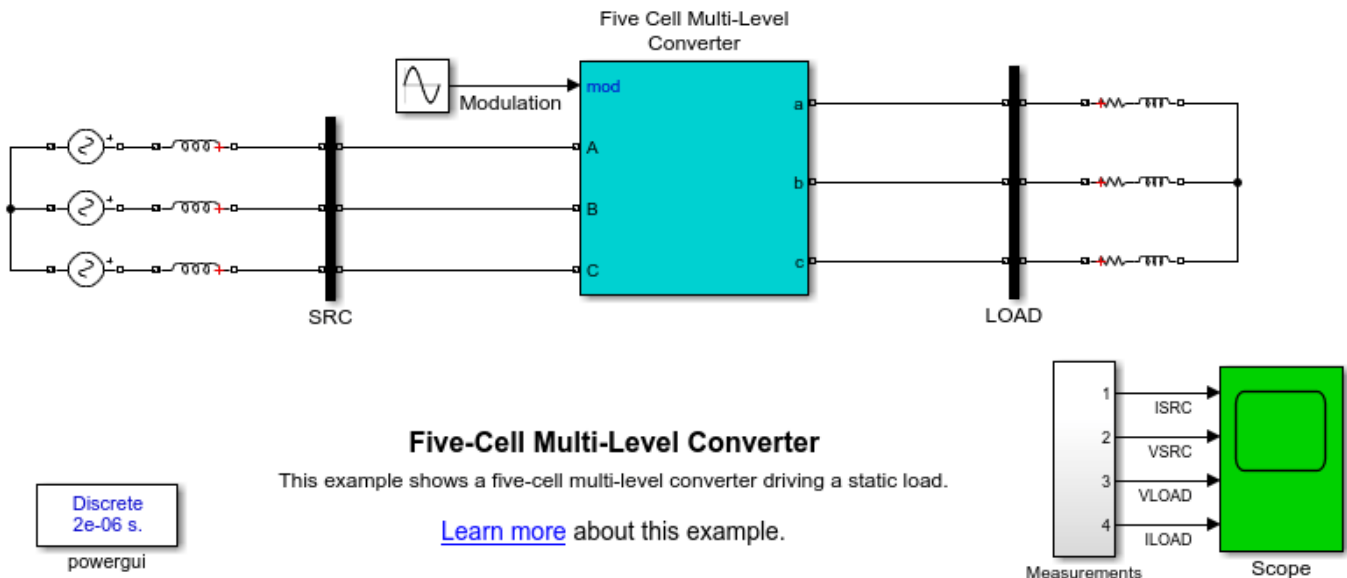 Five Cell Multi-Level
Converter
mod
Modulation
a
A
b
B
c
C
SRC
LOAD
1
ISRC
2
VSRC
3
VLOAD
4
ILOAD
Measurements
Scope
Five-Cell Multi-Level Converter
This example shows a five-cell multi-level converter driving a static load.
Learn more about this example.
Discrete
2e-06 s.
powergui